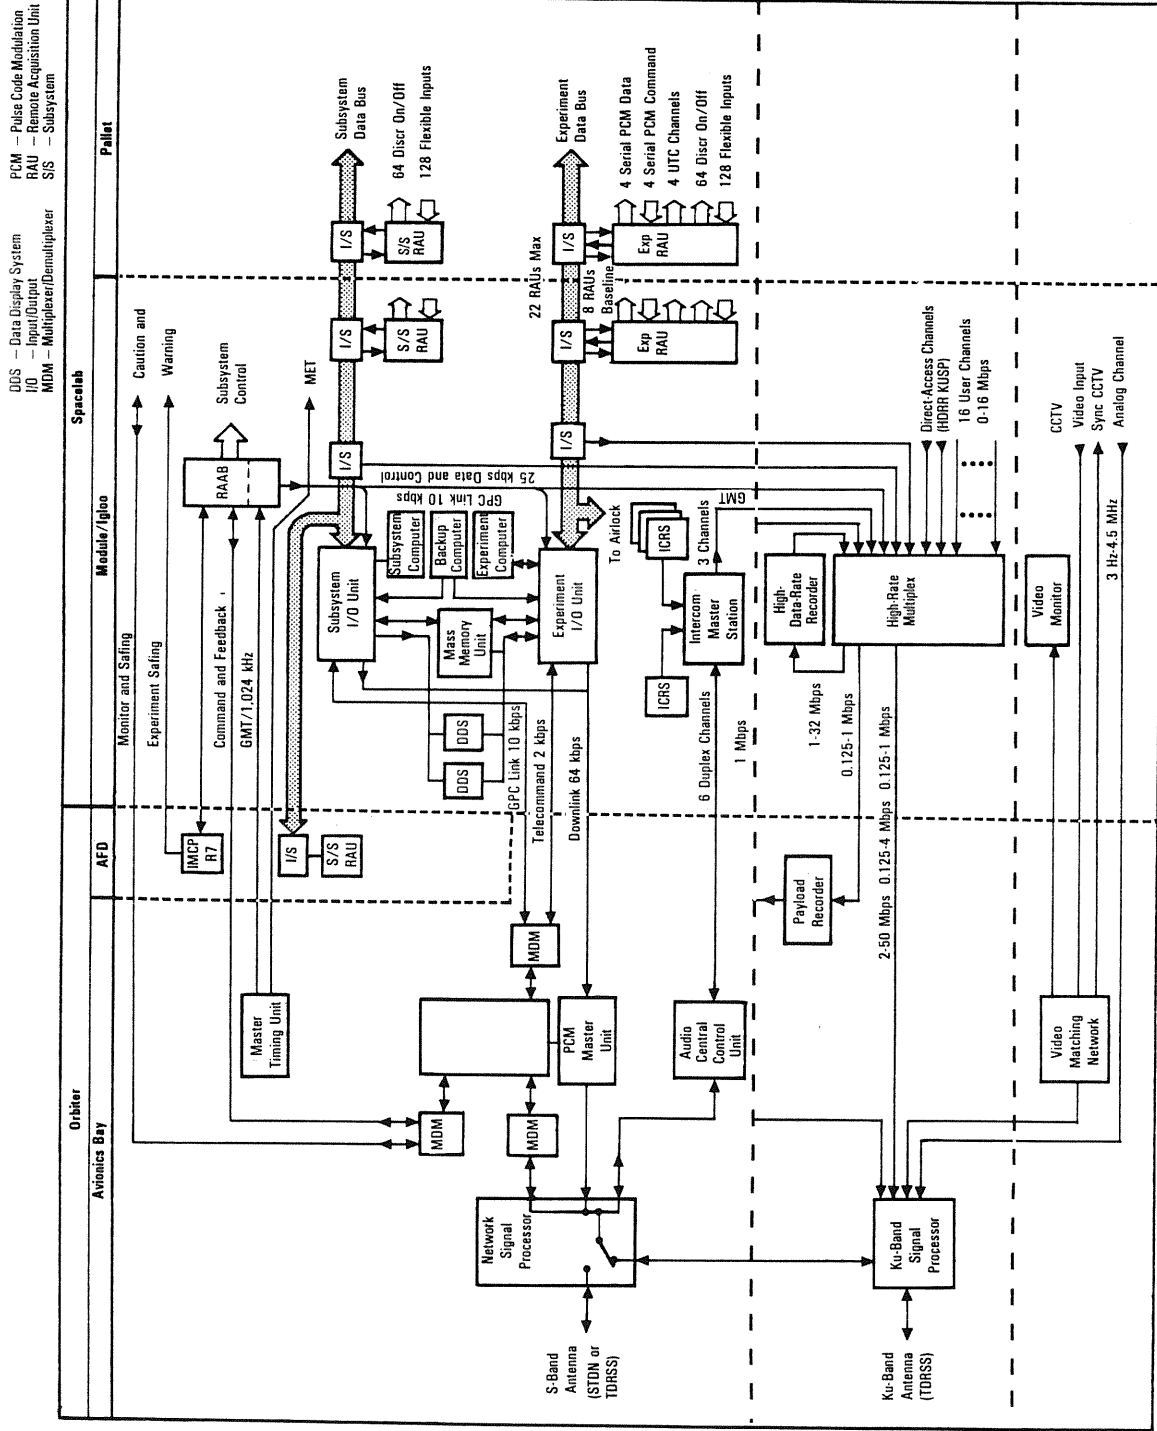 DDS – Data Display System
I/O – Input/Output
MDM – Multiplexer/Demultiplexer
PCM – Pulse Code Modulation
RAU – Remote Acquisition Unit
S/S – Subsystem
Orbiter
Spacelab
Avionics Bay
AFD
Module/Igloo
Pallet
Monitor and Safing
Caution and
Warning
Experiment Safing
IMCP
R7
RAAB
Subsystem
Control
Command and Feedback
GMT/1,024 kHz
Master
Timing Unit
MET
I/S
S/S
RAU
I/S
I/S
I/S
Subsystem
Data Bus
S/S
RAU
S/S
RAU
64 Discr On/Off
128 Flexible Inputs
25 kbps Data and Control
GPC Link 10 kbps
Subsystem
I/O Unit
Subsystem
Computer
Backup
Computer
Experiment
Computer
Mass
Memory
Unit
Experiment
I/O Unit
DDS
DDS
GPC Link 10 kbps
Telecommand 2 kbps
Downlink 64 kbps
MDM
MDM
MDM
PCM
Master
Unit
Network
Signal
Processor
S-Band
Antenna
(STDN or
TDRSS)
I/S
I/S
I/S
Experiment
Data Bus
22 RAUs Max
8 RAUs
Baseline
Exp
RAU
Exp
RAU
4 Serial PCM Data
4 Serial PCM Command
4 UTC Channels
64 Discr On/Off
128 Flexible Inputs
To Airlock
ICRS
ICRS
Intercom
Master
Station
3 Channels
GMT
6 Duplex Channels
1 Mbps
Audio
Central
Control
Unit
High-
Data-Rate
Recorder
High-Rate
Multiplex
1-32 Mbps
0.125-1 Mbps
Payload
Recorder
2-50 Mbps 0.125-4 Mbps 0.125-1 Mbps
Direct-Access Channels
(HDRR KUSP)
16 User Channels
0-16 Mbps
Ku-Band
Signal
Processor
Ku-Band
Antenna
(TDRSS)
Video
Monitor
Video
Matching
Network
CCTV
Video Input
Sync CCTV
Analog Channel
3 Hz-4.5 MHz